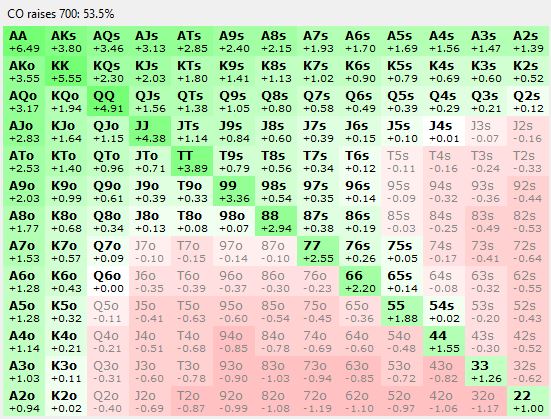 CO raises 700: 53.5%
AA AKs AQs AJs ATs A9s A8s A7s A6s A5s A4s A3s A2s
+6.49 +3.80 +3.46 +3.13 +2.85 +2.40 +2.15 +1.93 +1.70 +1.69 +1.56 +1.47 +1.39
AKo KK KQs KJs KTs K9s K8s K7s K6s K5s K4s K3s K2s
+3.55 +5.55 +2.30 +2.03 +1.80 +1.41 +1.13 +1.02 +0.90 +0.79 +0.69 +0.60 +0.52
AQo KQo QQ QJs QTs Q9s Q8s Q7s Q6s Q5s Q4s Q3s Q2s
+3.17 +1.94 +4.91 +1.56 +1.38 +1.05 +0.80 +0.58 +0.49 +0.39 +0.29 +0.21 +0.12
AJo KJo QJo JJ JTs J9s J8s J7s J6s J5s J4s J3s J2s
+2.83 +1.64 +1.15 +4.38 +1.14 +0.84 +0.60 +0.39 +0.15 +0.10 +0.01 -0.07 -0.16
ATo KTo QTo JTo TT T9s T8s T7s T6s T5s T4s T3s T2s
+2.53 +1.40 +0.96 +0.71 +3.89 +0.79 +0.56 +0.34 +0.12 -0.11 -0.16 -0.24 -0.33
A9o K9o Q9o J9o T9o 99 98s 97s 96s 95s 94s 93s 92s
+2.03 +0.99 +0.61 +0.39 +0.33 +3.36 +0.54 +0.35 +0.14 -0.09 -0.32 -0.36 -0.44
A8o K8o Q8o J8o T8o 98o 88 87s 86s 85s 84s 83s 82s
+1.77 +0.68 +0.34 +0.13 +0.08 +0.07 +2.94 +0.38 +0.19 -0.03 -0.25 -0.49 -0.53
A7o K7o Q7o J7o T7o 97o 87o 77 76s 75s 74s 73s 72s
+1.53 +0.57 +0.09 -0.10 -0.15 -0.14 -0.10 +2.55 +0.26 +0.05 -0.17 -0.41 -0.64
A6o K6o Q6o J6o T6o 96o 86o 76o 66 65s 64s 63s 62s
+1.28 +0.43 +0.00 -0.35 -0.39 -0.37 -0.30 -0.23 +2.20 +0.14 -0.08 -0.32 -0.55
A5o K5o Q5o J5o T5o 95o 85o 75o 65o 55 54s 53s 52s
+1.28 +0.32 -0.11 -0.41 -0.63 -0.60 -0.54 -0.45 -0.36 +1.88 +0.02 -0.20 -0.43
A4o K4o Q4o J4o T4o 94o 84o 74o 64o 54o 44 43s 42s
+1.14 +0.21 -0.21 -0.51 -0.68 -0.85 -0.78 -0.69 -0.60 -0.48 +1.55 -0.30 -0.52
A3o K3o Q3o J3o T3o 93o 83o 73o 63o 53o 43o 33 32s
+1.03 +0.11 -0.31 -0.60 -0.78 -0.90 -1.03 -0.94 -0.85 -0.72 -0.82 +1.26 -0.62
A2o K2o Q2o J2o T2o 92o 82o 72o 62o 52o 42o 32o 22
+0.94 +0.02 -0.40 -0.69 -0.87 -0.99 -1.08 -1.19 -1.10 -0.97 -1.06 -1.17 +1.00